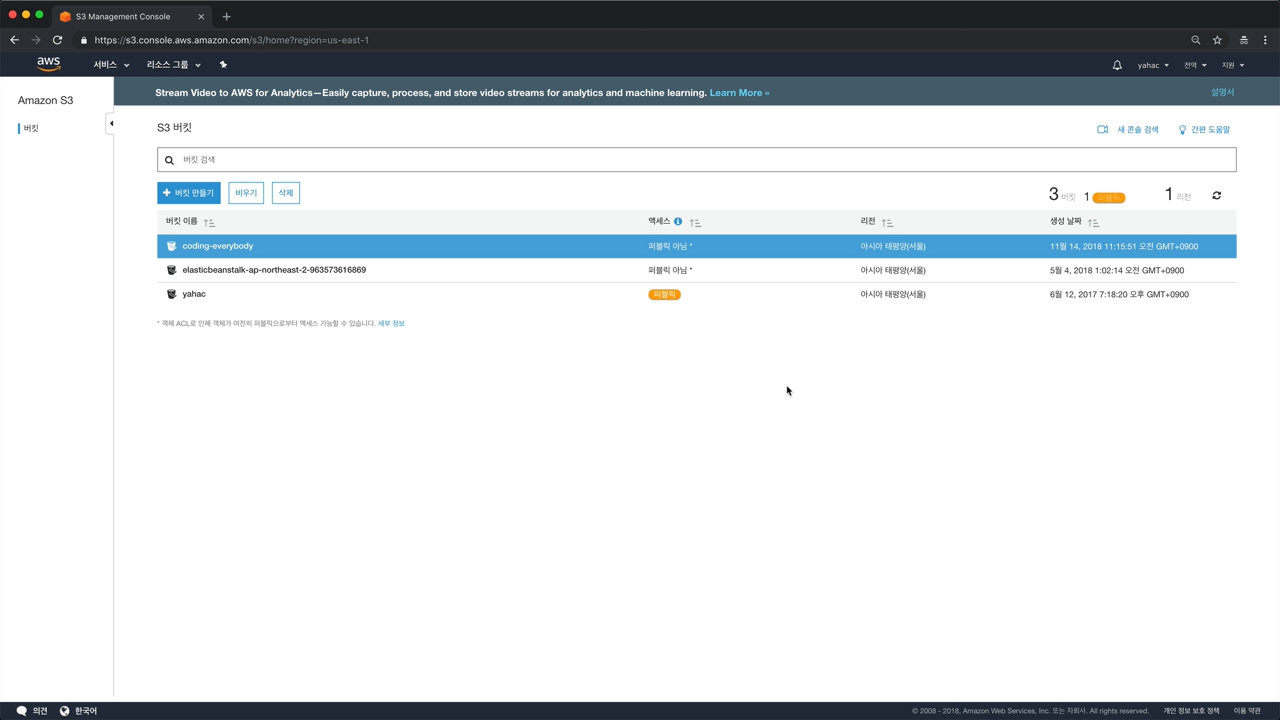 S3 Management Console
https://s3.console.aws.amazon.com/s3/home?region=us-east-1
aws 서비스 리소스 그룹 yahac 전역 지원
Amazon S3
버킷
Stream Video to AWS for Analytics—Easily capture, process, and store video streams for analytics and machine learning. Learn More » 설명서
S3 버킷 새 콘솔 검색 간편 도움말
버킷 검색
버킷 만들기 비우기 삭제 3 버킷 1 퍼블릭 1 리전
버킷 이름 액세스 리전 생성 날짜
coding-everybody 퍼블릭 아님 * 아시아 태평양(서울) 11월 14, 2018 11:15:51 오전 GMT+0900
elasticbeanstalk-ap-northeast-2-963573616869 퍼블릭 아님 * 아시아 태평양(서울) 5월 4, 2018 1:02:14 오전 GMT+0900
yahac 퍼블릭 아시아 태평양(서울) 6월 12, 2017 7:18:20 오후 GMT+0900
* 객체 ACL로 인해 객체가 여전히 퍼블릭으로부터 액세스 가능할 수 있습니다. 세부 정보
의견 한국어 © 2008 - 2018, Amazon Web Services, Inc. 또는 자회사. All rights reserved. 개인 정보 보호 정책 이용 약관